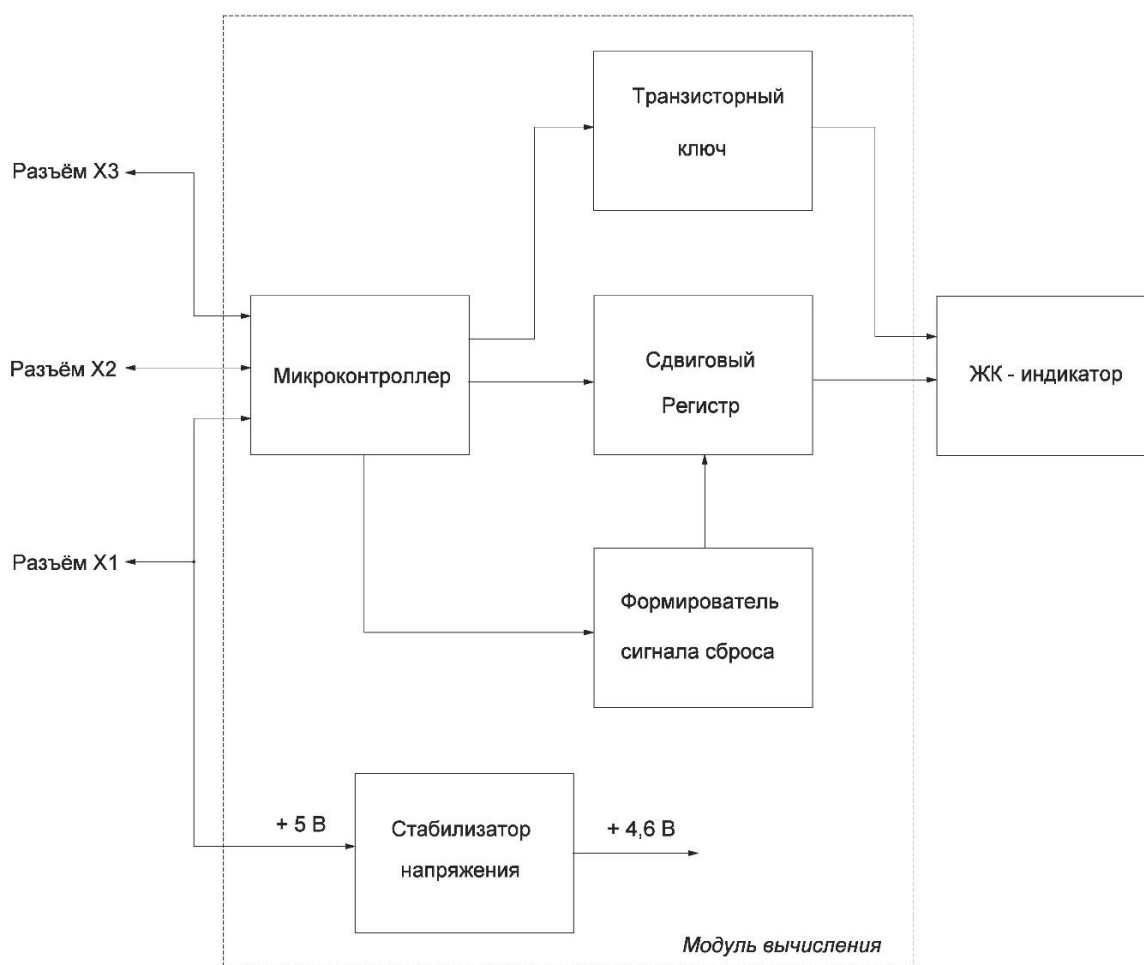 Транзисторный
ключ
Разъём X3
Разъём X2
Микроконтроллер
Сдвиговый
Регистр
ЖК - индикатор
Разъём X1
Формирователь
сигнала сброса
+ 5 В
Стабилизатор
напряжения
+ 4,6 В
Модуль вычисления